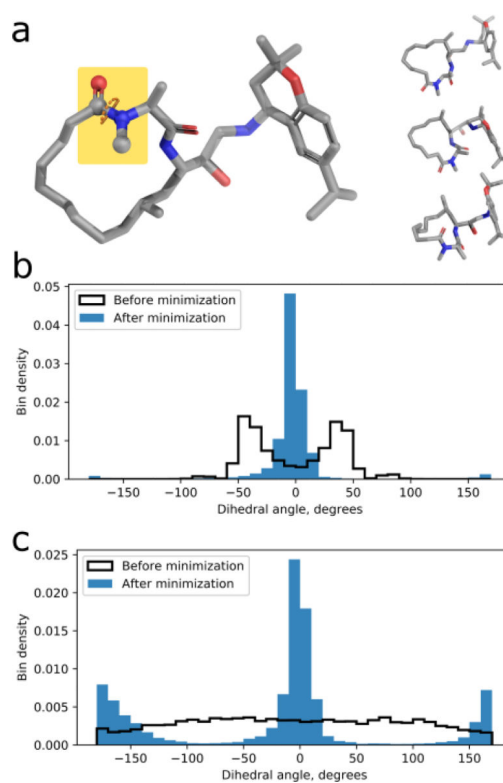 a
b
0.05
0.04
0.03
0.02
0.01
0.00
Bin density
Before minimization
After minimization
−150
−100
−50
0
50
100
150
Dihedral angle, degrees
c
0.025
0.020
0.015
0.010
0.005
0.000
Bin density
Before minimization
After minimization
−150
−100
−50
0
50
100
150
Dihedral angle, degrees